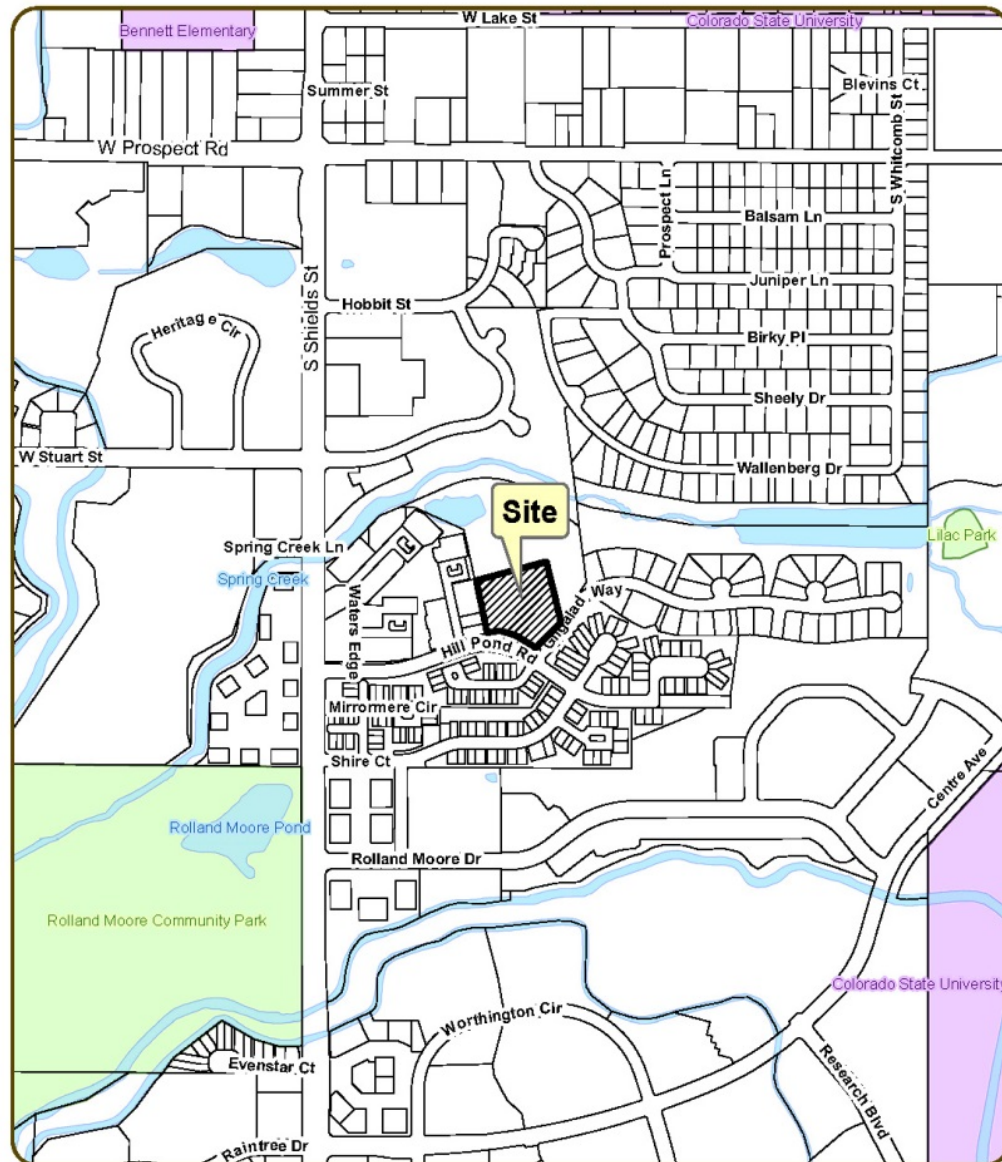 W Lake St
Colorado State University
Bennett Elementary
Summer St
Blevins Ct
S Whitcomb St
W Prospect Rd
Prospect Ln
Balsam Ln
Juniper Ln
S Shields St
Hobbit St
Heritage Cir
Birky Pl
Sheely Dr
W Stuart St
Wallenberg Dr
Site
Lilac Park
Spring Creek Ln
Spring Creek
Waters Edge
Gilgalad Way
Hill Pond Rd
Mirrormere Cir
Shire Ct
Centre Ave
Rolland Moore Pond
Rolland Moore Dr
Rolland Moore Community Park
Colorado State University
Worthington Cir
Evenstar Ct
Research Blvd
Raintree Dr